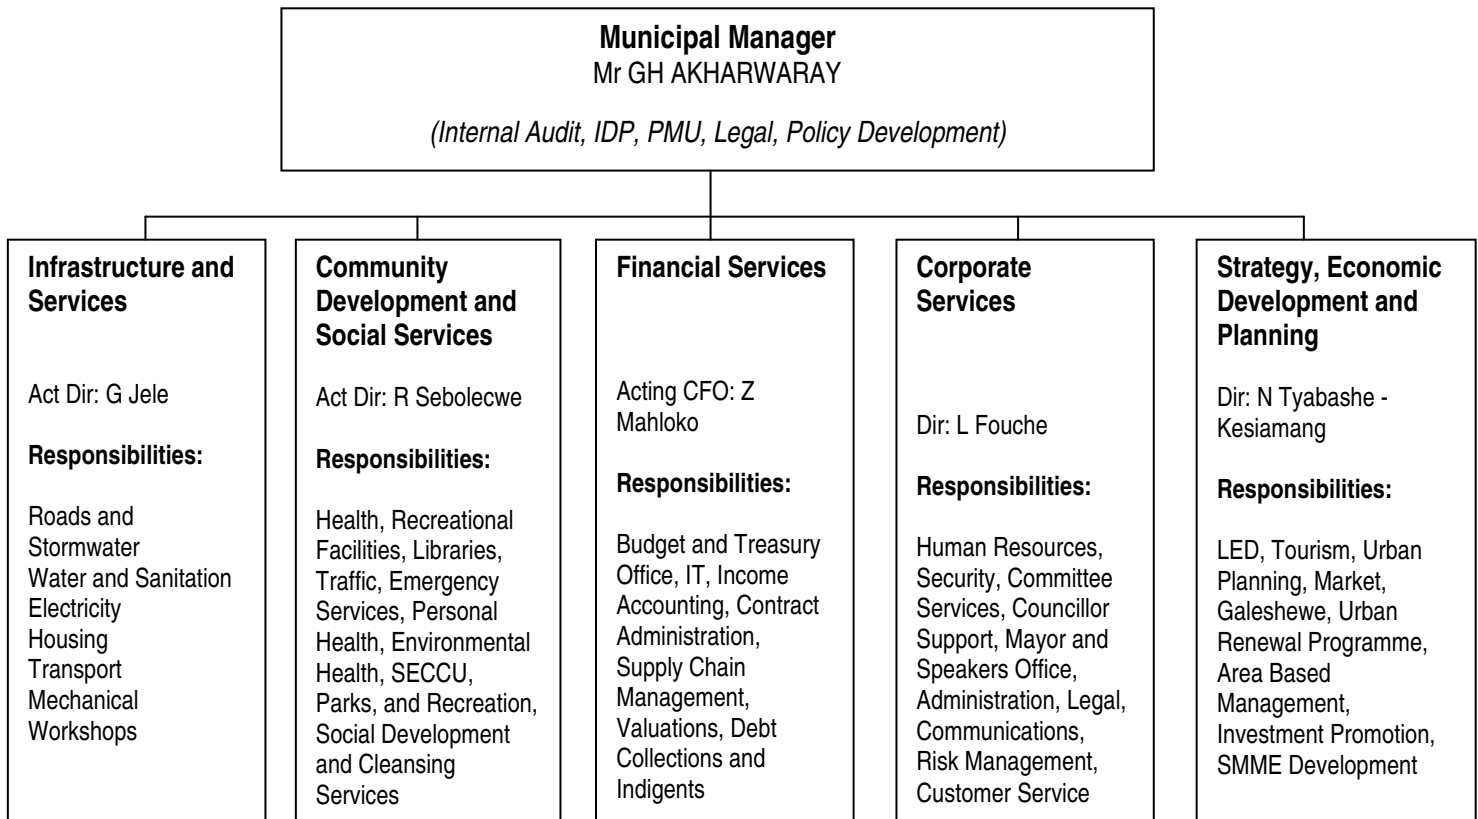 Municipal Manager
Mr GH AKHARWARAY
(Internal Audit, IDP, PMU, Legal, Policy Development)
Infrastructure and
Services
Act Dir: G Jele
Responsibilities:
Roads and
Stormwater
Water and Sanitation
Electricity
Housing
Transport
Mechanical
Workshops
Community
Development and
Social Services
Act Dir: R Sebolecwe
Responsibilities:
Health, Recreational
Facilities, Libraries,
Traffic, Emergency
Services, Personal
Health, Environmental
Health, SECCU,
Parks, and Recreation,
Social Development
and Cleansing
Services
Financial Services
Acting CFO: Z
Mahloko
Responsibilities:
Budget and Treasury
Office, IT, Income
Accounting, Contract
Administration,
Supply Chain
Management,
Valuations, Debt
Collections and
Indigents
Corporate
Services
Dir: L Fouche
Responsibilities:
Human Resources,
Security, Committee
Services, Councillor
Support, Mayor and
Speakers Office,
Administration, Legal,
Communications,
Risk Management,
Customer Service
Strategy, Economic
Development and
Planning
Dir: N Tyabashe -
Kesiamang
Responsibilities:
LED, Tourism, Urban
Planning, Market,
Galeshewe, Urban
Renewal Programme,
Area Based
Management,
Investment Promotion,
SMME Development